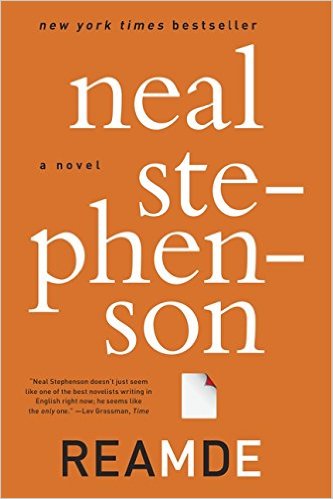 new york times bestseller
neal
a novel
ste-
phen-
son
"Neal Stephenson doesn't just seem
like one of the best novelists writing in
English right now; he seems like
the only one." —Lev Grossman, Time
REAMDE